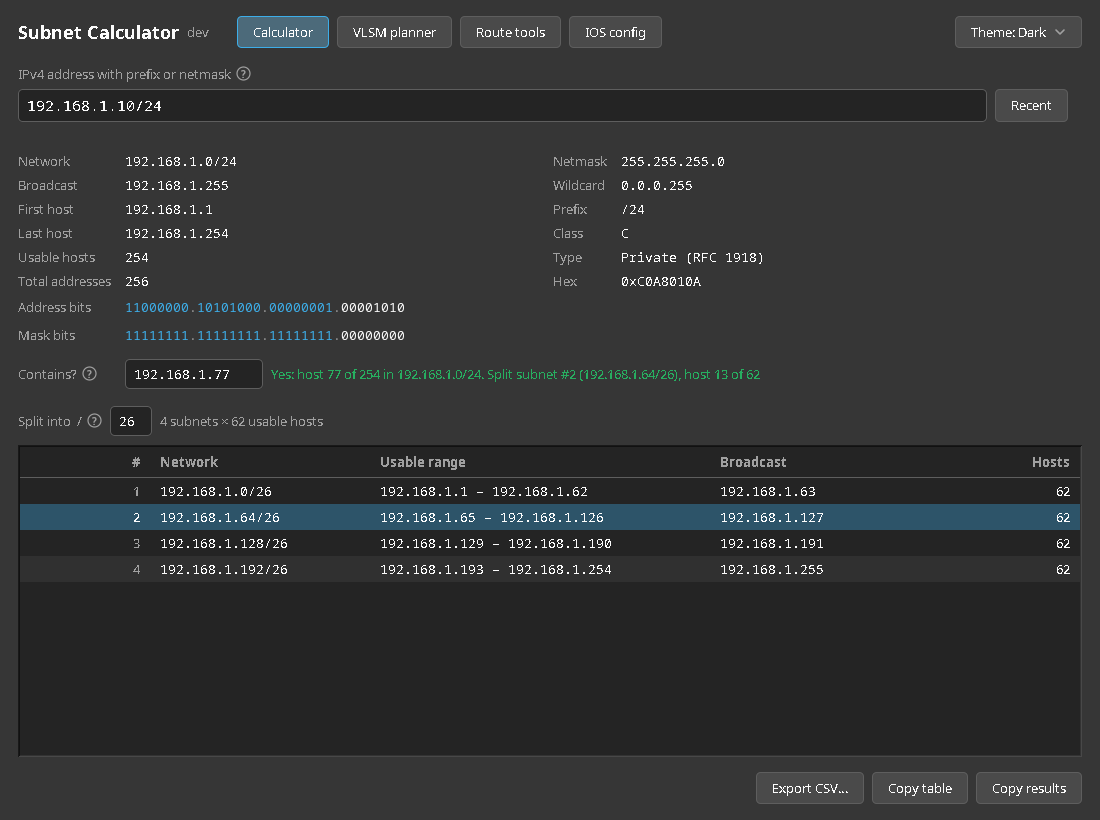 Subnet Calculator dev Calculator VLSM planner Route tools IOS config Theme: Dark
IPv4 address with prefix or netmask ?
192.168.1.10/24 Recent
Network 192.168.1.0/24 Netmask 255.255.255.0
Broadcast 192.168.1.255 Wildcard 0.0.0.255
First host 192.168.1.1 Prefix /24
Last host 192.168.1.254 Class C
Usable hosts 254 Type Private (RFC 1918)
Total addresses 256 Hex 0xC0A8010A
Address bits 11000000.10101000.00000001.00001010
Mask bits 11111111.11111111.11111111.00000000
Contains? ? 192.168.1.77 Yes: host 77 of 254 in 192.168.1.0/24. Split subnet #2 (192.168.1.64/26), host 13 of 62
Split into / ? 26 4 subnets × 62 usable hosts
# Network Usable range Broadcast Hosts
1 192.168.1.0/26 192.168.1.1 – 192.168.1.62 192.168.1.63 62
2 192.168.1.64/26 192.168.1.65 – 192.168.1.126 192.168.1.127 62
3 192.168.1.128/26 192.168.1.129 – 192.168.1.190 192.168.1.191 62
4 192.168.1.192/26 192.168.1.193 – 192.168.1.254 192.168.1.255 62
Export CSV... Copy table Copy results